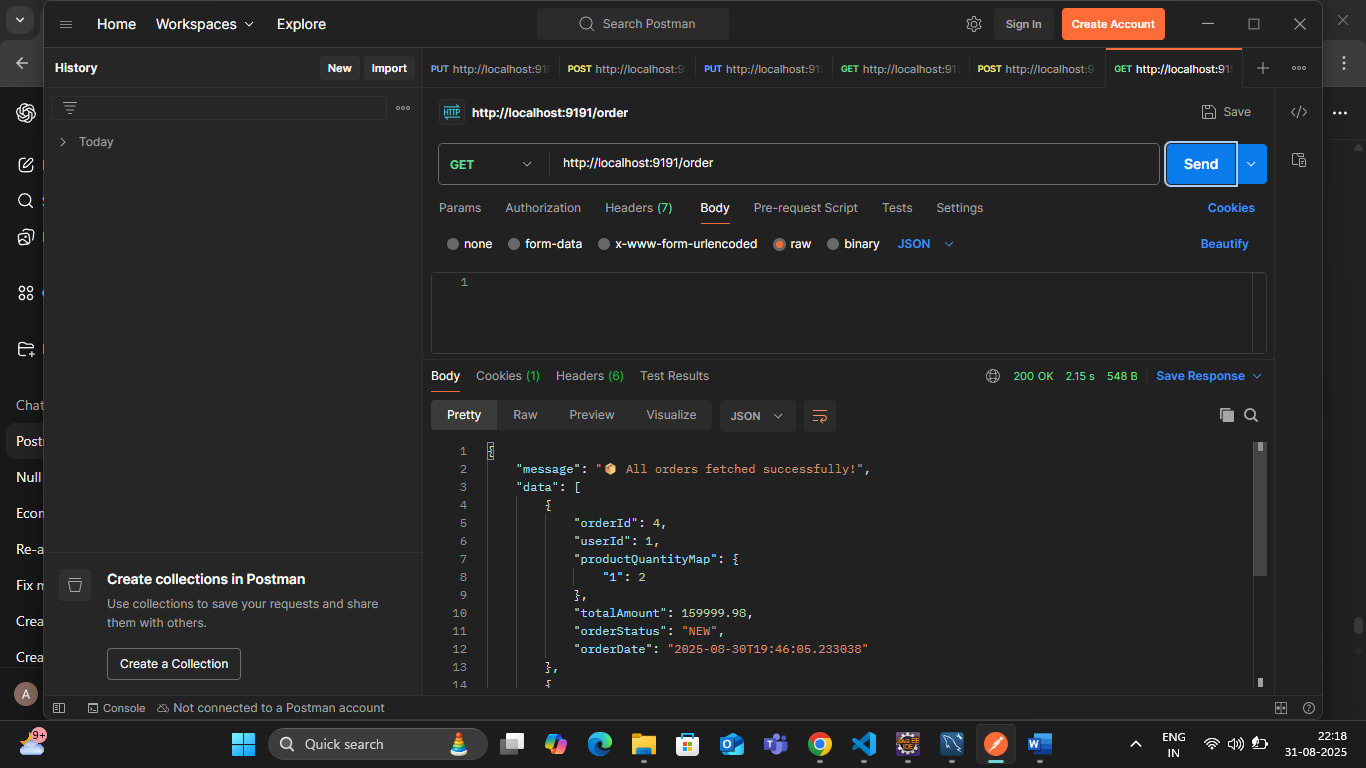 Home Workspaces Explore Search Postman Sign In Create Account
History New Import PUT http://localhost:91 POST http://localhost:9 PUT http://localhost:91 GET http://localhost:91 POST http://localhost:9 GET http://localhost:91
HTTP http://localhost:9191/order Save
Today
GET http://localhost:9191/order Send
Params Authorization Headers (7) Body Pre-request Script Tests Settings Cookies
none form-data x-www-form-urlencoded raw binary JSON Beautify
1
Body Cookies (1) Headers (6) Test Results 200 OK 2.15 s 548 B Save Response
Pretty Raw Preview Visualize JSON
1 {
2 "message": "📦 All orders fetched successfully!",
3 "data": [
4 {
5 "orderId": 4,
6 "userId": 1,
7 "productQuantityMap": {
8 "1": 2
9 },
10 "totalAmount": 159999.98,
11 "orderStatus": "NEW",
12 "orderDate": "2025-08-30T19:46:05.233038"
13 },
14 {
Chat
Post
Null
Econ
Re-a
Fix
Crea
Crea
A
Create collections in Postman
Use collections to save your requests and share
them with others.
Create a Collection
Console Not connected to a Postman account
9+ Quick search ENG
IN
22:18
31-08-2025